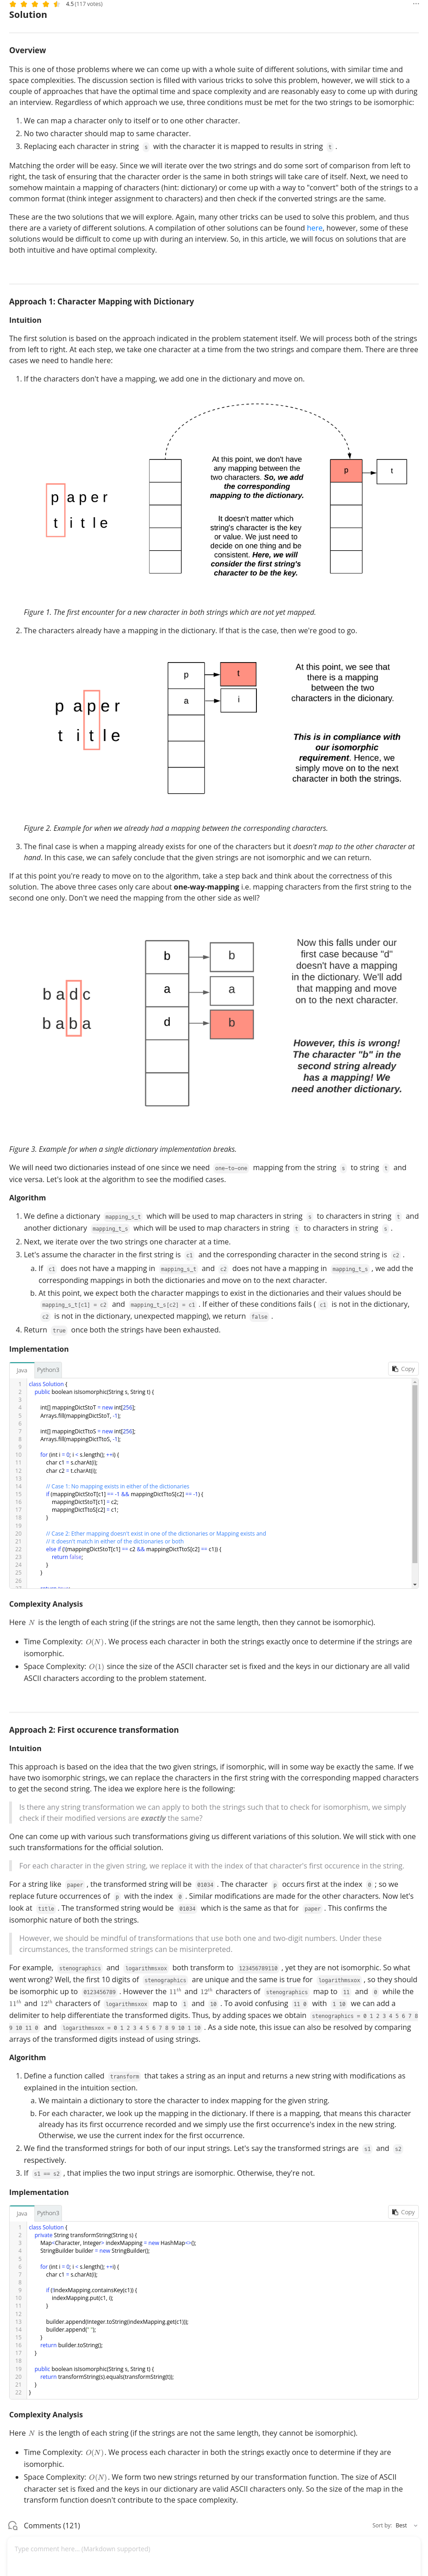 4.5 (117 votes)
Solution
Overview
This is one of those problems where we can come up with a whole suite of different solutions, with similar time and
space complexities. The discussion section is filled with various tricks to solve this problem, however, we will stick to a
couple of approaches that have the optimal time and space complexity and are reasonably easy to come up with during
an interview. Regardless of which approach we use, three conditions must be met for the two strings to be isomorphic:
1. We can map a character only to itself or to one other character.
2. No two character should map to same character.
3. Replacing each character in string s with the character it is mapped to results in string t .
Matching the order will be easy. Since we will iterate over the two strings and do some sort of comparison from left to
right, the task of ensuring that the character order is the same in both strings will take care of itself. Next, we need to
somehow maintain a mapping of characters (hint: dictionary) or come up with a way to "convert" both of the strings to a
common format (think integer assignment to characters) and then check if the converted strings are the same.
These are the two solutions that we will explore. Again, many other tricks can be used to solve this problem, and thus
there are a variety of different solutions. A compilation of other solutions can be found here, however, some of these
solutions would be difficult to come up with during an interview. So, in this article, we will focus on solutions that are
both intuitive and have optimal complexity.
Approach 1: Character Mapping with Dictionary
Intuition
The first solution is based on the approach indicated in the problem statement itself. We will process both of the strings
from left to right. At each step, we take one character at a time from the two strings and compare them. There are three
cases we need to handle here:
1. If the characters don't have a mapping, we add one in the dictionary and move on.
p a p e r
t i t l e
At this point, we don't have
any mapping between the
two characters. So, we add
the corresponding
mapping to the dictionary.
It doesn't matter which
string's character is the key
or value. We just need to
decide on one thing and be
consistent. Here, we will
consider the first string's
character to be the key.
p
t
Figure 1. The first encounter for a new character in both strings which are not yet mapped.
2. The characters already have a mapping in the dictionary. If that is the case, then we're good to go.
p a p e r
t i t l e
p
t
a
i
At this point, we see that
there is a mapping
between the two
characters in the dicionary.
This is in compliance with
our isomorphic
requirement. Hence, we
simply move on to the next
character in both the strings.
Figure 2. Example for when we already had a mapping between the corresponding characters.
3. The final case is when a mapping already exists for one of the characters but it doesn't map to the other character at
hand. In this case, we can safely conclude that the given strings are not isomorphic and we can return.
If at this point you're ready to move on to the algorithm, take a step back and think about the correctness of this
solution. The above three cases only care about one-way-mapping i.e. mapping characters from the first string to the
second one only. Don't we need the mapping from the other side as well?
b a d c
b a b a
b
b
a
a
d
b
Now this falls under our
first case because "d"
doesn't have a mapping
in the dictionary. We'll add
that mapping and move
on to the next character.
However, this is wrong!
The character "b" in the
second string already
has a mapping! We
need another dictionary.
Figure 3. Example for when a single dictionary implementation breaks.
We will need two dictionaries instead of one since we need one-to-one mapping from the string s to string t and
vice versa. Let's look at the algorithm to see the modified cases.
Algorithm
1. We define a dictionary mapping_s_t which will be used to map characters in string s to characters in string t and
another dictionary mapping_t_s which will be used to map characters in string t to characters in string s .
2. Next, we iterate over the two strings one character at a time.
3. Let's assume the character in the first string is c1 and the corresponding character in the second string is c2 .
a. If c1 does not have a mapping in mapping_s_t and c2 does not have a mapping in mapping_t_s , we add the
corresponding mappings in both the dictionaries and move on to the next character.
b. At this point, we expect both the character mappings to exist in the dictionaries and their values should be
mapping_s_t[c1] = c2 and mapping_t_s[c2] = c1 . If either of these conditions fails ( c1 is not in the dictionary,
c2 is not in the dictionary, unexpected mapping), we return false .
4. Return true once both the strings have been exhausted.
Implementation
Java Python3 Copy
1 class Solution {
2 public boolean isIsomorphic(String s, String t) {
3
4 int[] mappingDictStoT = new int[256];
5 Arrays.fill(mappingDictStoT, -1);
6
7 int[] mappingDictTtoS = new int[256];
8 Arrays.fill(mappingDictTtoS, -1);
9
10 for (int i = 0; i < s.length(); ++i) {
11 char c1 = s.charAt(i);
12 char c2 = t.charAt(i);
13
14 // Case 1: No mapping exists in either of the dictionaries
15 if (mappingDictStoT[c1] == -1 && mappingDictTtoS[c2] == -1) {
16 mappingDictStoT[c1] = c2;
17 mappingDictTtoS[c2] = c1;
18 }
19
20 // Case 2: Ether mapping doesn't exist in one of the dictionaries or Mapping exists and
21 // it doesn't match in either of the dictionaries or both
22 else if (!(mappingDictStoT[c1] == c2 && mappingDictTtoS[c2] == c1)) {
23 return false;
24 }
25 }
26
Complexity Analysis
Here N is the length of each string (if the strings are not the same length, then they cannot be isomorphic).
• Time Complexity: O(N). We process each character in both the strings exactly once to determine if the strings are
isomorphic.
• Space Complexity: O(1) since the size of the ASCII character set is fixed and the keys in our dictionary are all valid
ASCII characters according to the problem statement.
Approach 2: First occurence transformation
Intuition
This approach is based on the idea that the two given strings, if isomorphic, will in some way be exactly the same. If we
have two isomorphic strings, we can replace the characters in the first string with the corresponding mapped characters
to get the second string. The idea we explore here is the following:
Is there any string transformation we can apply to both the strings such that to check for isomorphism, we simply
check if their modified versions are exactly the same?
One can come up with various such transformations giving us different variations of this solution. We will stick with one
such transformations for the official solution.
For each character in the given string, we replace it with the index of that character's first occurence in the string.
For a string like paper , the transformed string will be 01034 . The character p occurs first at the index 0 ; so we
replace future occurrences of p with the index 0 . Similar modifications are made for the other characters. Now let's
look at title . The transformed string would be 01034 which is the same as that for paper . This confirms the
isomorphic nature of both the strings.
However, we should be mindful of transformations that use both one and two-digit numbers. Under these
circumstances, the transformed strings can be misinterpreted.
For example, stenographics and logarithmsxox both transform to 123456789110 , yet they are not isomorphic. So what
went wrong? Well, the first 10 digits of stenographics are unique and the same is true for logarithmsxox , so they should
be isomorphic up to 0123456789 . However the 11th and 12th characters of stenographics map to 11 and 0 while the
11th and 12th characters of logarithmsxox map to 1 and 10 . To avoid confusing 11 0 with 1 10 we can add a
delimiter to help differentiate the transformed digits. Thus, by adding spaces we obtain stenographics = 0 1 2 3 4 5 6 7 8
9 10 11 0 and logarithmsxox = 0 1 2 3 4 5 6 7 8 9 10 1 10 . As a side note, this issue can also be resolved by comparing
arrays of the transformed digits instead of using strings.
Algorithm
1. Define a function called transform that takes a string as an input and returns a new string with modifications as
explained in the intuition section.
a. We maintain a dictionary to store the character to index mapping for the given string.
b. For each character, we look up the mapping in the dictionary. If there is a mapping, that means this character
already has its first occurrence recorded and we simply use the first occurrence's index in the new string.
Otherwise, we use the current index for the first occurrence.
2. We find the transformed strings for both of our input strings. Let's say the transformed strings are s1 and s2
respectively.
3. If s1 == s2 , that implies the two input strings are isomorphic. Otherwise, they're not.
Implementation
Java Python3 Copy
1 class Solution {
2 private String transformString(String s) {
3 Map<Character, Integer> indexMapping = new HashMap<>();
4 StringBuilder builder = new StringBuilder();
5
6 for (int i = 0; i < s.length(); ++i) {
7 char c1 = s.charAt(i);
8
9 if (!indexMapping.containsKey(c1)) {
10 indexMapping.put(c1, i);
11 }
12
13 builder.append(Integer.toString(indexMapping.get(c1)));
14 builder.append(" ");
15 }
16 return builder.toString();
17 }
18
19 public boolean isIsomorphic(String s, String t) {
20 return transformString(s).equals(transformString(t));
21 }
22 }
Complexity Analysis
Here N is the length of each string (if the strings are not the same length, they cannot be isomorphic).
• Time Complexity: O(N). We process each character in both the strings exactly once to determine if they are
isomorphic.
• Space Complexity: O(N). We form two new strings returned by our transformation function. The size of ASCII
character set is fixed and the keys in our dictionary are valid ASCII characters only. So the size of the map in the
transform function doesn't contribute to the space complexity.
Comments (121)
Sort by: Best
Type comment here... (Markdown supported)